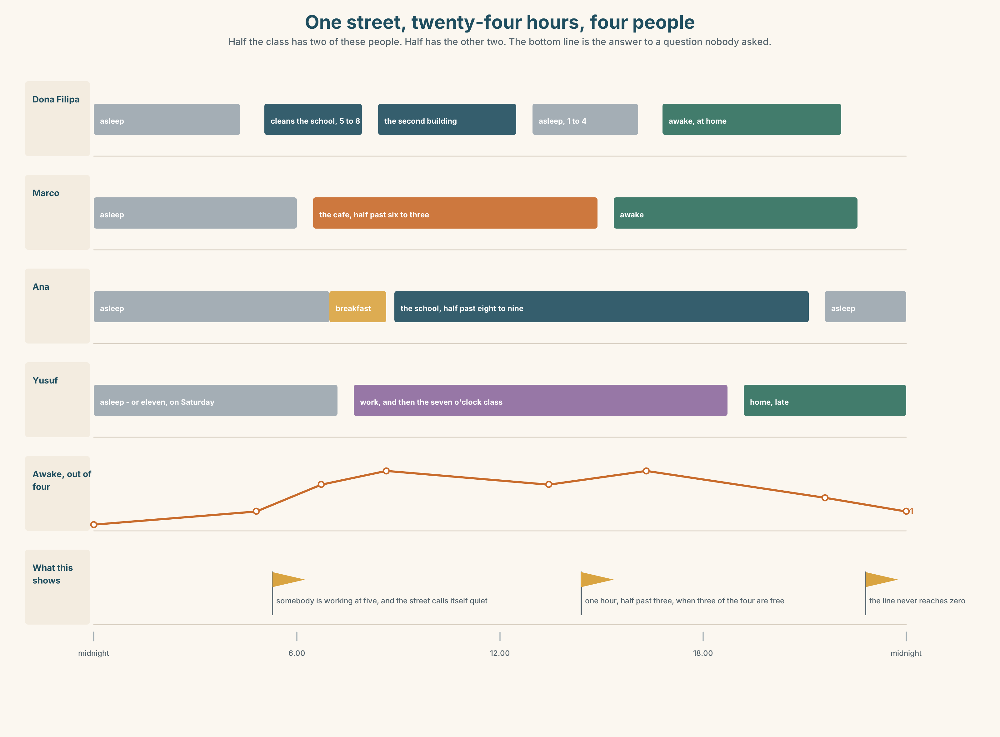 One street, twenty-four hours, four people
Half the class has two of these people. Half has the other two. The bottom line is the answer to a question nobody asked.
Dona Filipa
asleep
cleans the school, 5 to 8
the second building
asleep, 1 to 4
awake, at home
Marco
asleep
the cafe, half past six to three
awake
Ana
asleep
breakfast
the school, half past eight to nine
asleep
Yusuf
asleep - or eleven, on Saturday
work, and then the seven o'clock class
home, late
Awake, out of
four
1
What this
shows
somebody is working at five, and the street calls itself quiet
one hour, half past three, when three of the four are free
the line never reaches zero
midnight
6.00
12.00
18.00
midnight